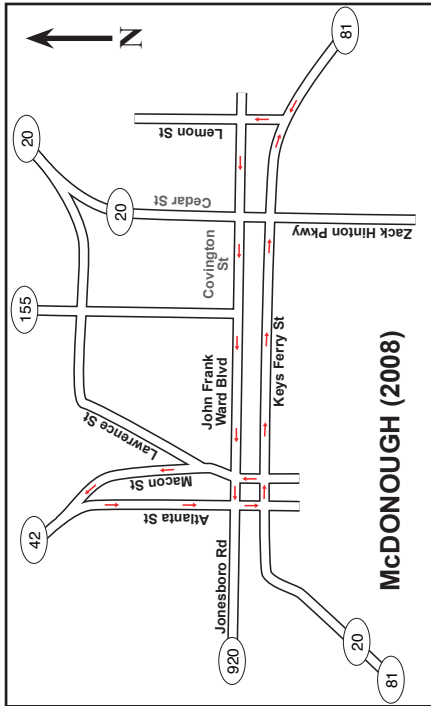 N
81
Lemon St
20
20
Cedar St
Zack Hinton Pkwy
Covington
St
155
John Frank
Ward Blvd
Keys Ferry St
Lawrence St
Macon St
42
Atlanta St
Jonesboro Rd
920
McDONOUGH (2008)
20
81